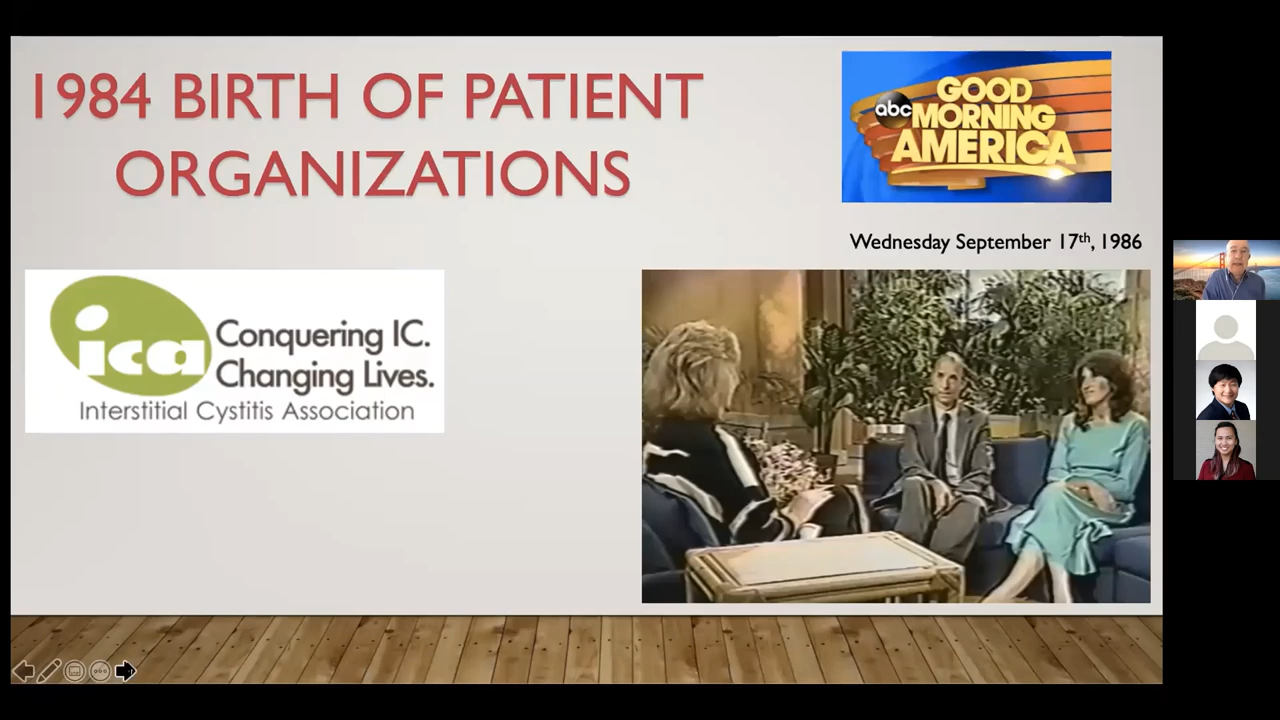 1984 BIRTH OF PATIENT
ORGANIZATIONS
abc
GOOD
MORNING
AMERICA
Wednesday September 17th, 1986
ica
Conquering IC.
Changing Lives.
Interstitial Cystitis Association